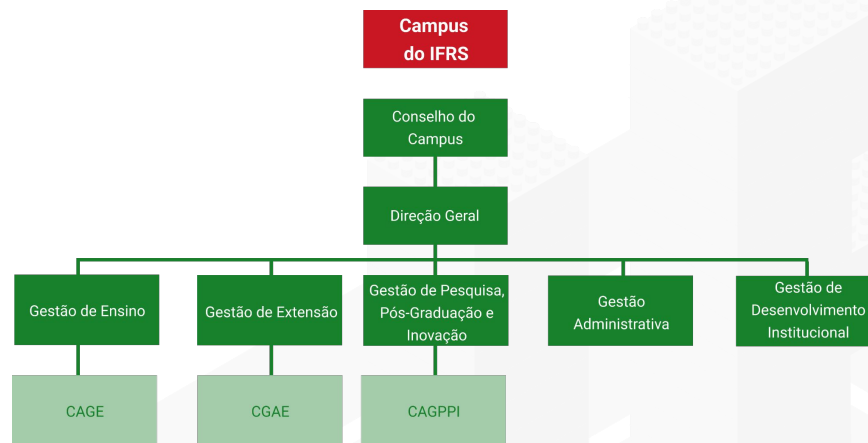 Campus
do IFRS
Conselho do
Campus
Direção Geral
Gestão de Ensino
Gestão de Extensão
Gestão de Pesquisa,
Pós-Graduação e
Inovação
Gestão
Administrativa
Gestão de
Desenvolvimento
Institucional
CAGE
CGAE
CAGPPI